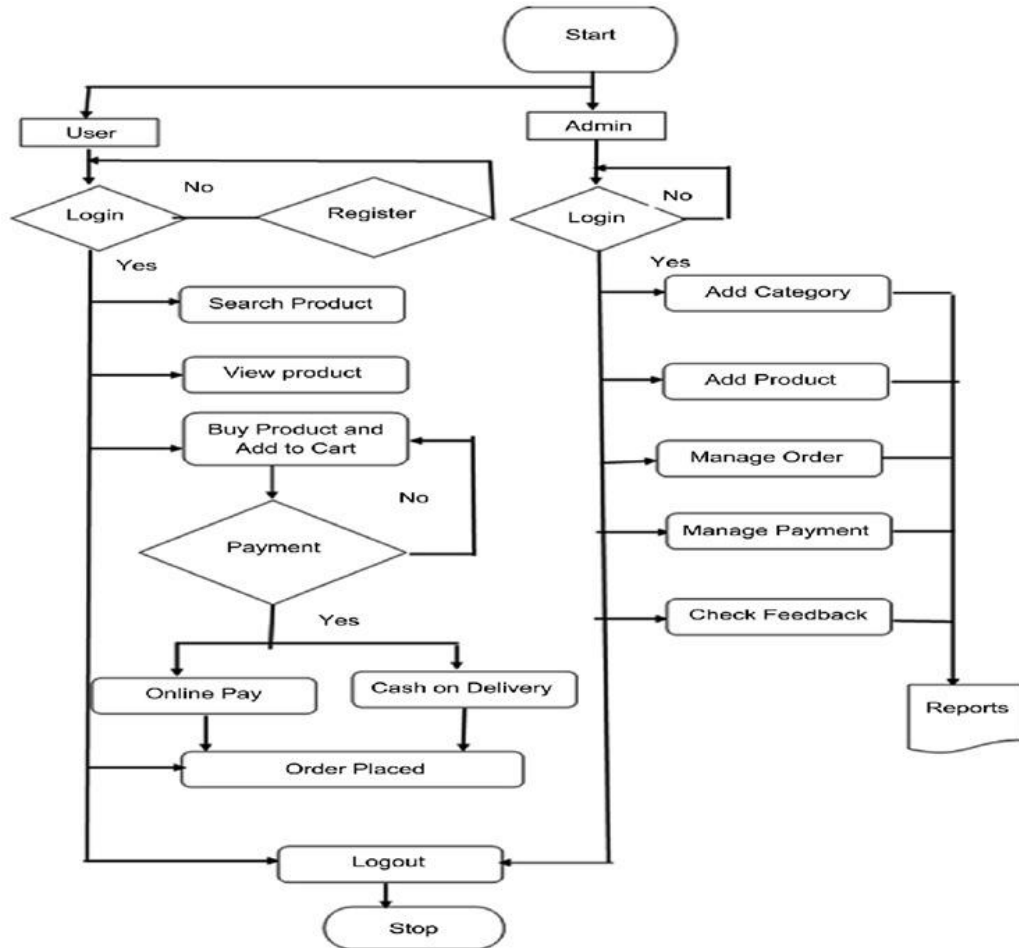 Start
User
Admin
No
Login
Register
No
Login
Yes
Yes
Search Product
Add Category
View product
Add Product
Buy Product and
Add to Cart
Manage Order
No
Payment
Manage Payment
Yes
Check Feedback
Online Pay
Cash on Delivery
Reports
Order Placed
Logout
Stop